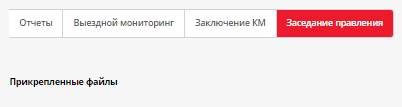 Отчеты Выездной мониторинг Заключение КМ Заседание правления
Прикрепленные файлы